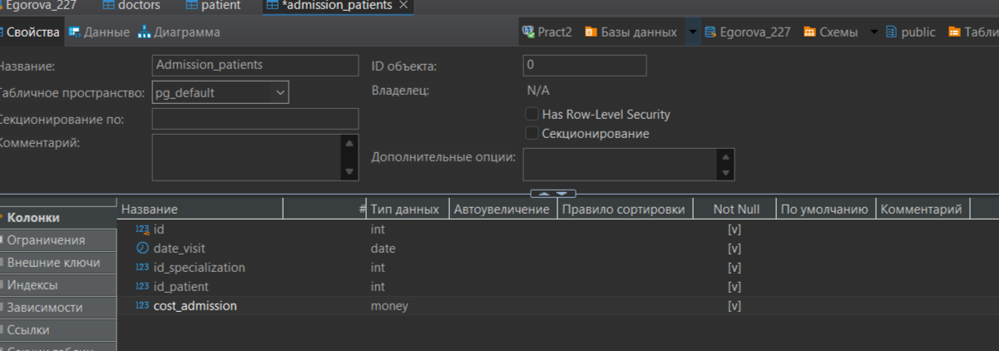 Egorova_227 doctors patient *admission_patients
Свойства Данные Диаграмма Pract2 Базы данных Egorova_227 Схемы public Табли
Название: Admission_patients ID объекта: 0
Табличное пространство: pg_default Владелец: N/A
Секционирование по: Has Row-Level Security
Секционирование
Комментарий: Дополнительные опции:
Название # Тип данных Автоувеличение Правило сортировки Not Null По умолчанию Комментарий
Колонки
Ограничения
Внешние ключи
Индексы
Зависимости
Ссылки
123 id int [v]
date_visit date [v]
123 id_specialization int [v]
123 id_patient int [v]
123 cost_admission money [v]